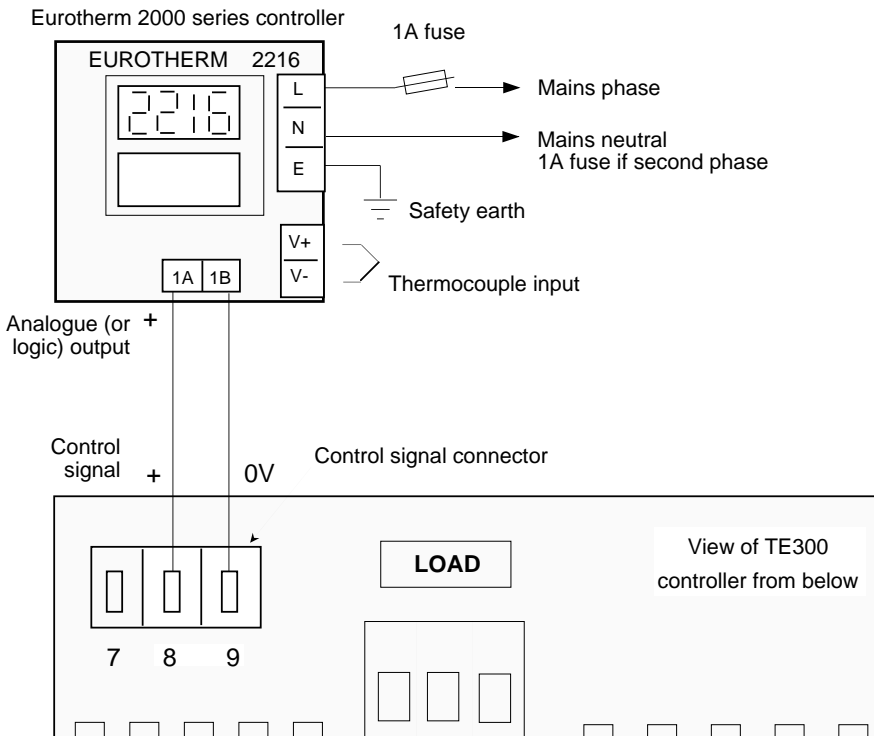 Eurotherm 2000 series controller
1A fuse
EUROTHERM 2216
L
Mains phase
2216
N
Mains neutral
1A fuse if second phase
E
Safety earth
V+
V-
Thermocouple input
1A 1B
Analogue (or +
logic) output
Control
signal + 0V
Control signal connector
LOAD
View of TE300
controller from below
7 8 9